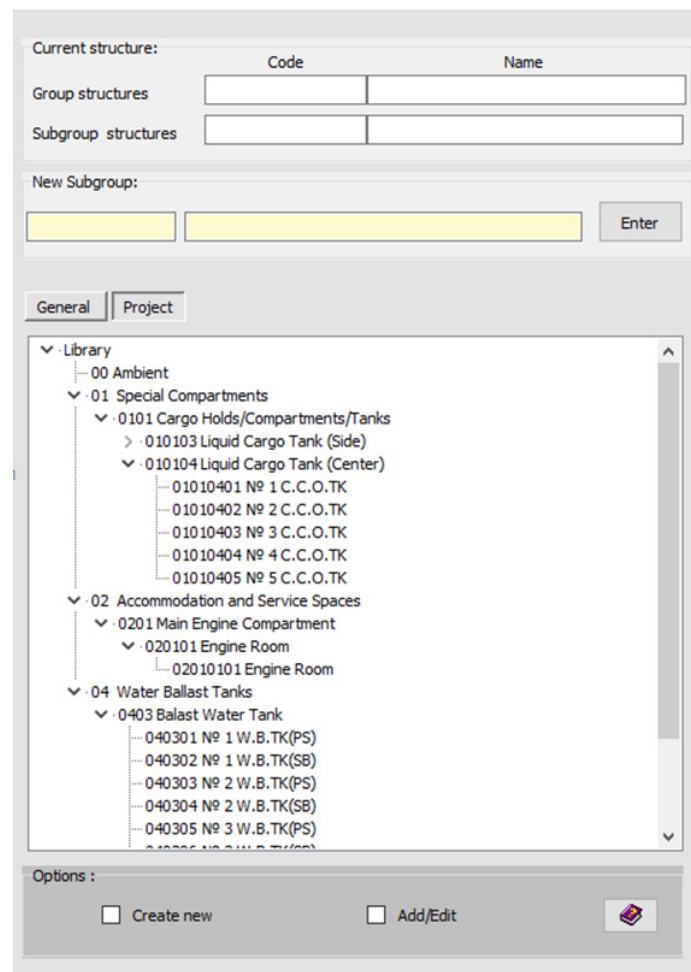 Current structure:
Code Name
Group structures
Subgroup structures
New Subgroup:
Enter
General Project
Library
00 Ambient
01 Special Compartments
0101 Cargo Holds/Compartments/Tanks
010103 Liquid Cargo Tank (Side)
010104 Liquid Cargo Tank (Center)
01010401 Nº 1 C.C.O.TK
01010402 Nº 2 C.C.O.TK
01010403 Nº 3 C.C.O.TK
01010404 Nº 4 C.C.O.TK
01010405 Nº 5 C.C.O.TK
02 Accommodation and Service Spaces
0201 Main Engine Compartment
020101 Engine Room
02010101 Engine Room
04 Water Ballast Tanks
0403 Balast Water Tank
040301 Nº 1 W.B.TK(PS)
040302 Nº 1 W.B.TK(SB)
040303 Nº 2 W.B.TK(PS)
040304 Nº 2 W.B.TK(SB)
040305 Nº 3 W.B.TK(PS)
Options :
Create new Add/Edit